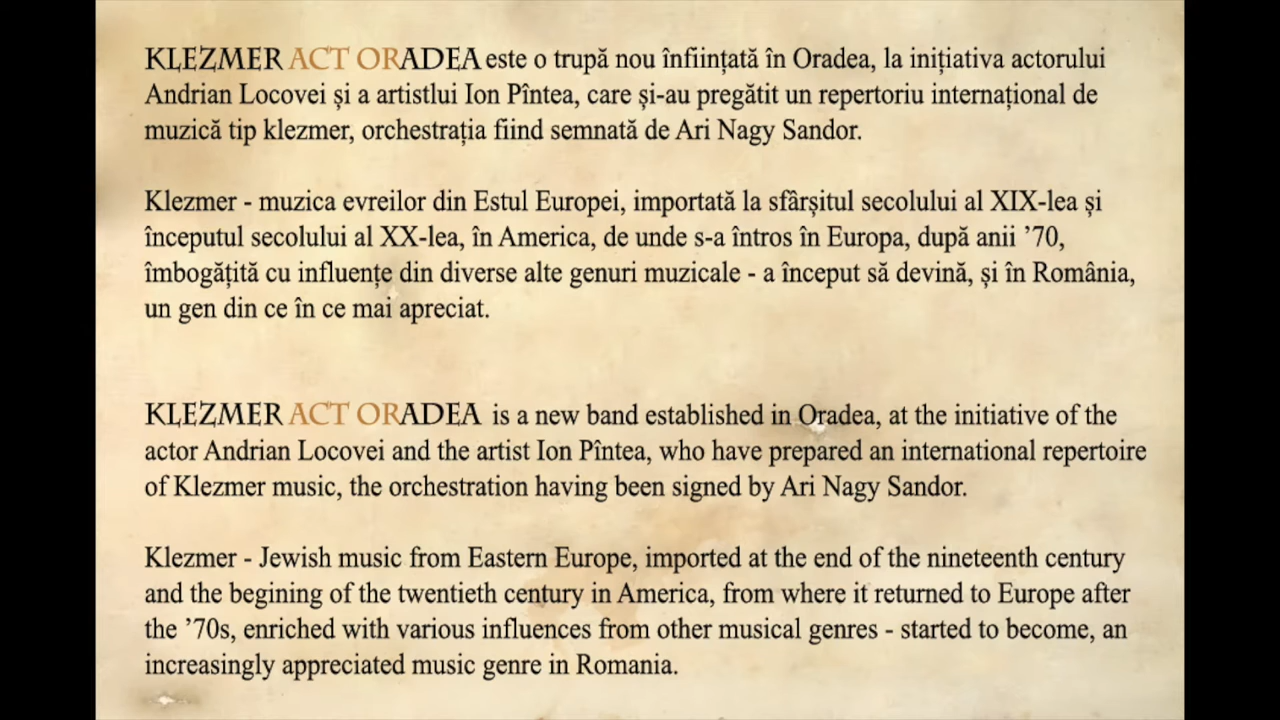 KLEZMER ACT ORADEA este o trupă nou înființată în Oradea, la inițiativa actorului
Andrian Locovei și a artistlui Ion Pîntea, care și-au pregătit un repertoriu internațional de
muzică tip klezmer, orchestrația fiind semnată de Ari Nagy Sandor.
Klezmer - muzica evreilor din Estul Europei, importată la sfârșitul secolului al XIX-lea și
începutul secolului al XX-lea, în America, de unde s-a întros în Europa, după anii ’70,
îmbogățită cu influențe din diverse alte genuri muzicale - a început să devină, și în România,
un gen din ce în ce mai apreciat.
KLEZMER ACT ORADEA is a new band established in Oradea, at the initiative of the
actor Andrian Locovei and the artist Ion Pîntea, who have prepared an international repertoire
of Klezmer music, the orchestration having been signed by Ari Nagy Sandor.
Klezmer - Jewish music from Eastern Europe, imported at the end of the nineteenth century
and the begining of the twentieth century in America, from where it returned to Europe after
the ’70s, enriched with various influences from other musical genres - started to become, an
increasingly appreciated music genre in Romania.